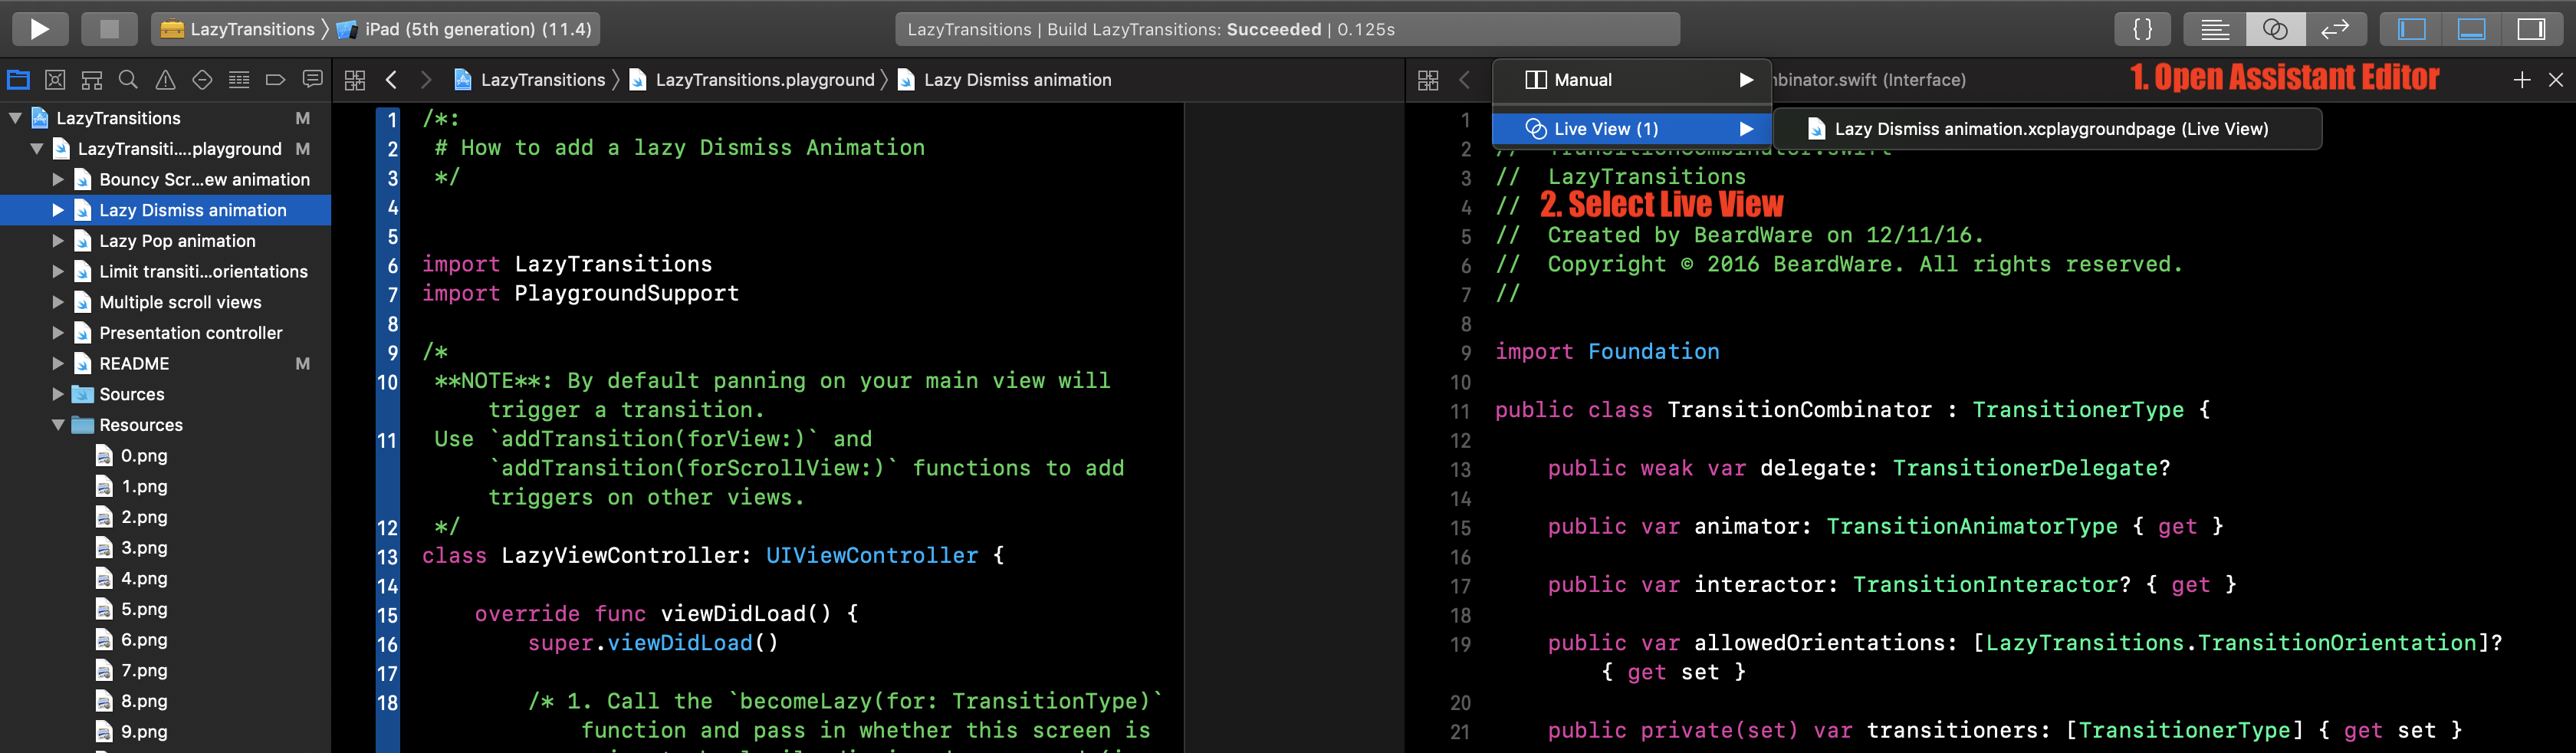 LazyTransitions 〉 iPad (5th generation) (11.4)
LazyTransitions | Build LazyTransitions: Succeeded | 0.125s
{}
LazyTransitions M
LazyTransiti....playground M
Bouncy Scr...ew animation
Lazy Dismiss animation
Lazy Pop animation
Limit transiti...orientations
Multiple scroll views
Presentation controller
README M
Sources
Resources
0.png
1.png
2.png
3.png
4.png
5.png
6.png
7.png
8.png
9.png
LazyTransitions 〉 LazyTransitions.playground 〉 Lazy Dismiss animation
1 /*:
2 # How to add a lazy Dismiss Animation
3 */
4
5
6 import LazyTransitions
7 import PlaygroundSupport
8
9 /*
10 **NOTE**: By default panning on your main view will
trigger a transition.
11 Use `addTransition(forView:)` and
`addTransition(forScrollView:)` functions to add
triggers on other views.
12 */
13 class LazyViewController: UIViewController {
14
15 override func viewDidLoad() {
16 super.viewDidLoad()
17
18 /* 1. Call the `becomeLazy(for: TransitionType)`
function and pass in whether this screen is
Manual
nbinator.swift (Interface)
1. Open Assistant Editor
Live View (1)
Lazy Dismiss animation.xcplaygroundpage (Live View)
1
2 // TransitionCombinator.swift
3 // LazyTransitions
4 // 2. Select Live View
5 // Created by BeardWare on 12/11/16.
6 // Copyright © 2016 BeardWare. All rights reserved.
7 //
8
9 import Foundation
10
11 public class TransitionCombinator : TransitionerType {
12
13 public weak var delegate: TransitionerDelegate?
14
15 public var animator: TransitionAnimatorType { get }
16
17 public var interactor: TransitionInteractor? { get }
18
19 public var allowedOrientations: [LazyTransitions.TransitionOrientation]?
{ get set }
20
21 public private(set) var transitioners: [TransitionerType] { get set }